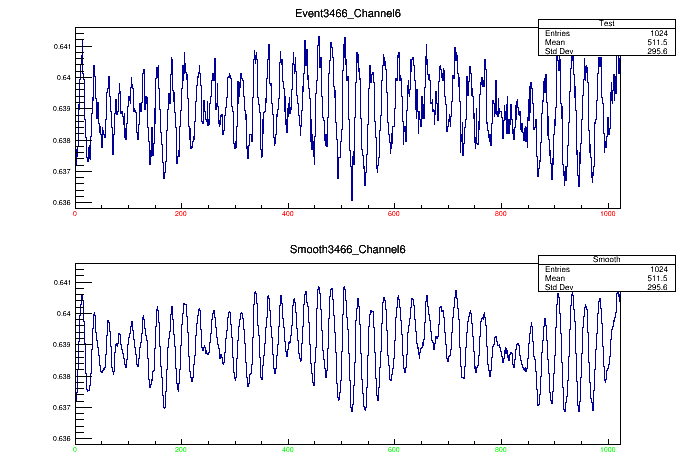 Event3466_Channel6
Test
Entries 1024
Mean 511.5
Std Dev 295.6
0.641
0.64
0.639
0.638
0.637
0.636
0 200 400 600 800 1000
Smooth3466_Channel6
Smooth
Entries 1024
Mean 511.5
Std Dev 295.6
0.641
0.64
0.639
0.638
0.637
0.636
0 200 400 600 800 1000